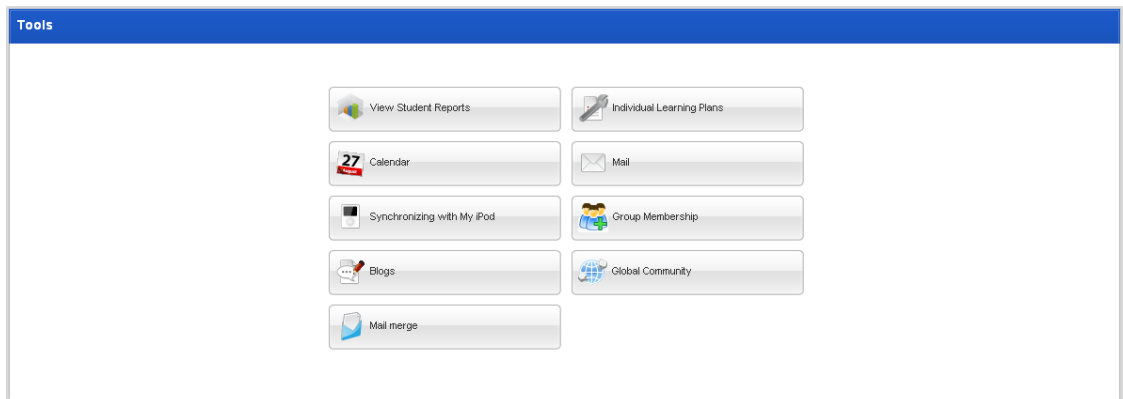 Tools
View Student Reports
Individual Learning Plans
27
August
Calendar
Mail
Synchronizing with My iPod
Group Membership
Blogs
Global Community
Mail merge